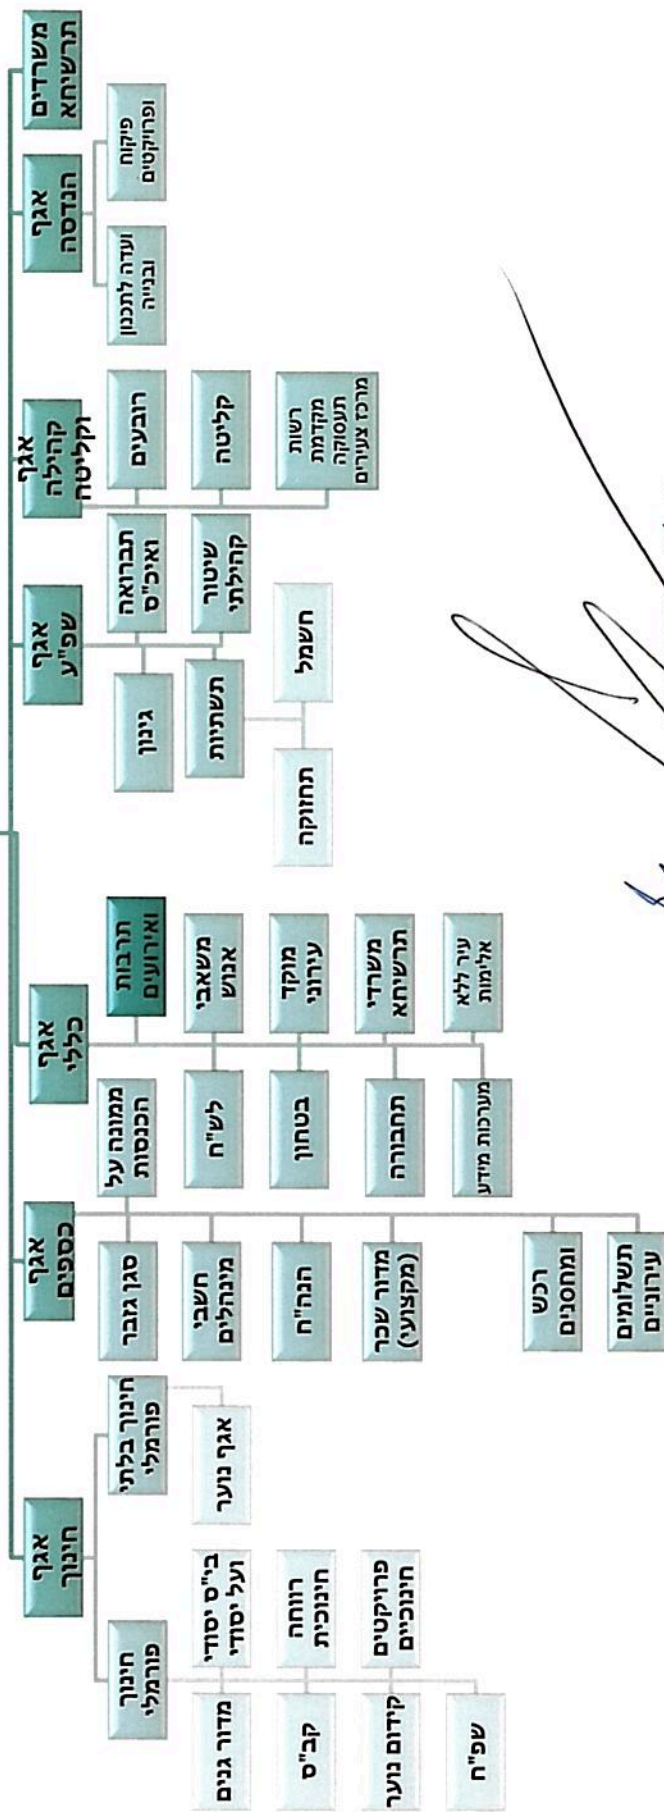 משרדים
תרשיחא
אגף
הנדסה
פיקוח
ופרויקטים
ועדה לתכנון
ובנייה
אגף
קהילה
וקליטה
רובעים
קליטה
רשות
מקדמת
תעסוקה
מרכז צעירים
אגף
שפ"ע
תברואה
ואיכ"ס
גינון
שיטור
קהילתי
תשתיות
חשמל
תחזוקה
אגף
כללי
תרבות
ואירועים
משאבי
אנוש
לש"ח
מוקד
עירוני
בטחון
משרדי
תרשיחא
תחבורה
עיר ללא
אלימות
מערכות מידע
אגף
כספים
ממונה על
הכנסות
סגן גזבר
חשבי
מינהלים
הנה"ח
מדור שכר
(מקצועי)
רכש
ומחסנים
תשלומים
עירוניים
אגף
חינוך
חינוך בלתי
פורמלי
אגף נוער
חינוך
פורמלי
בי"ס יסודי
ועל יסודי
מדור גנים
רווחה
חינוכית
קב"ס
פרויקטים
חינוכיים
קידום נוער
שפ"ח